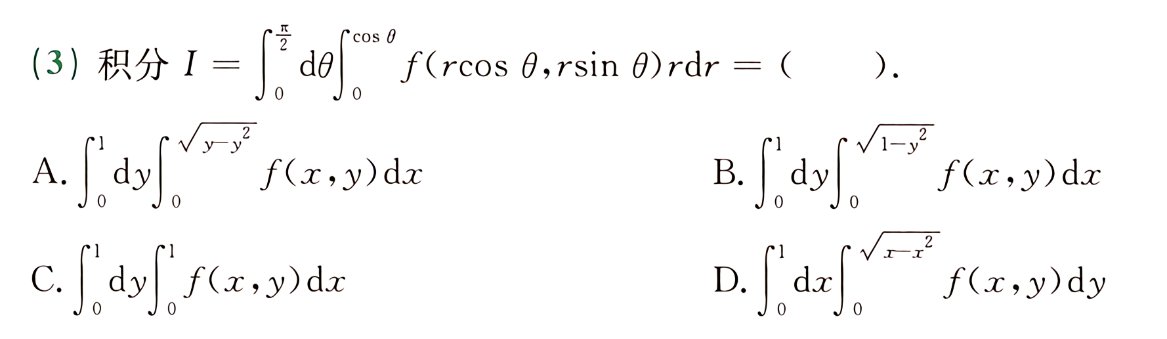 (3) 积分 I = ∫₀^{π/2} dθ ∫₀^{cos θ} f(rcos θ,rsin θ)rdr = (  ).
A. ∫₀¹ dy ∫₀^{√(y−y²)} f(x,y)dx B. ∫₀¹ dy ∫₀^{√(1−y²)} f(x,y)dx
C. ∫₀¹ dy ∫₀¹ f(x,y)dx D. ∫₀¹ dx ∫₀^{√(x−x²)} f(x,y)dy